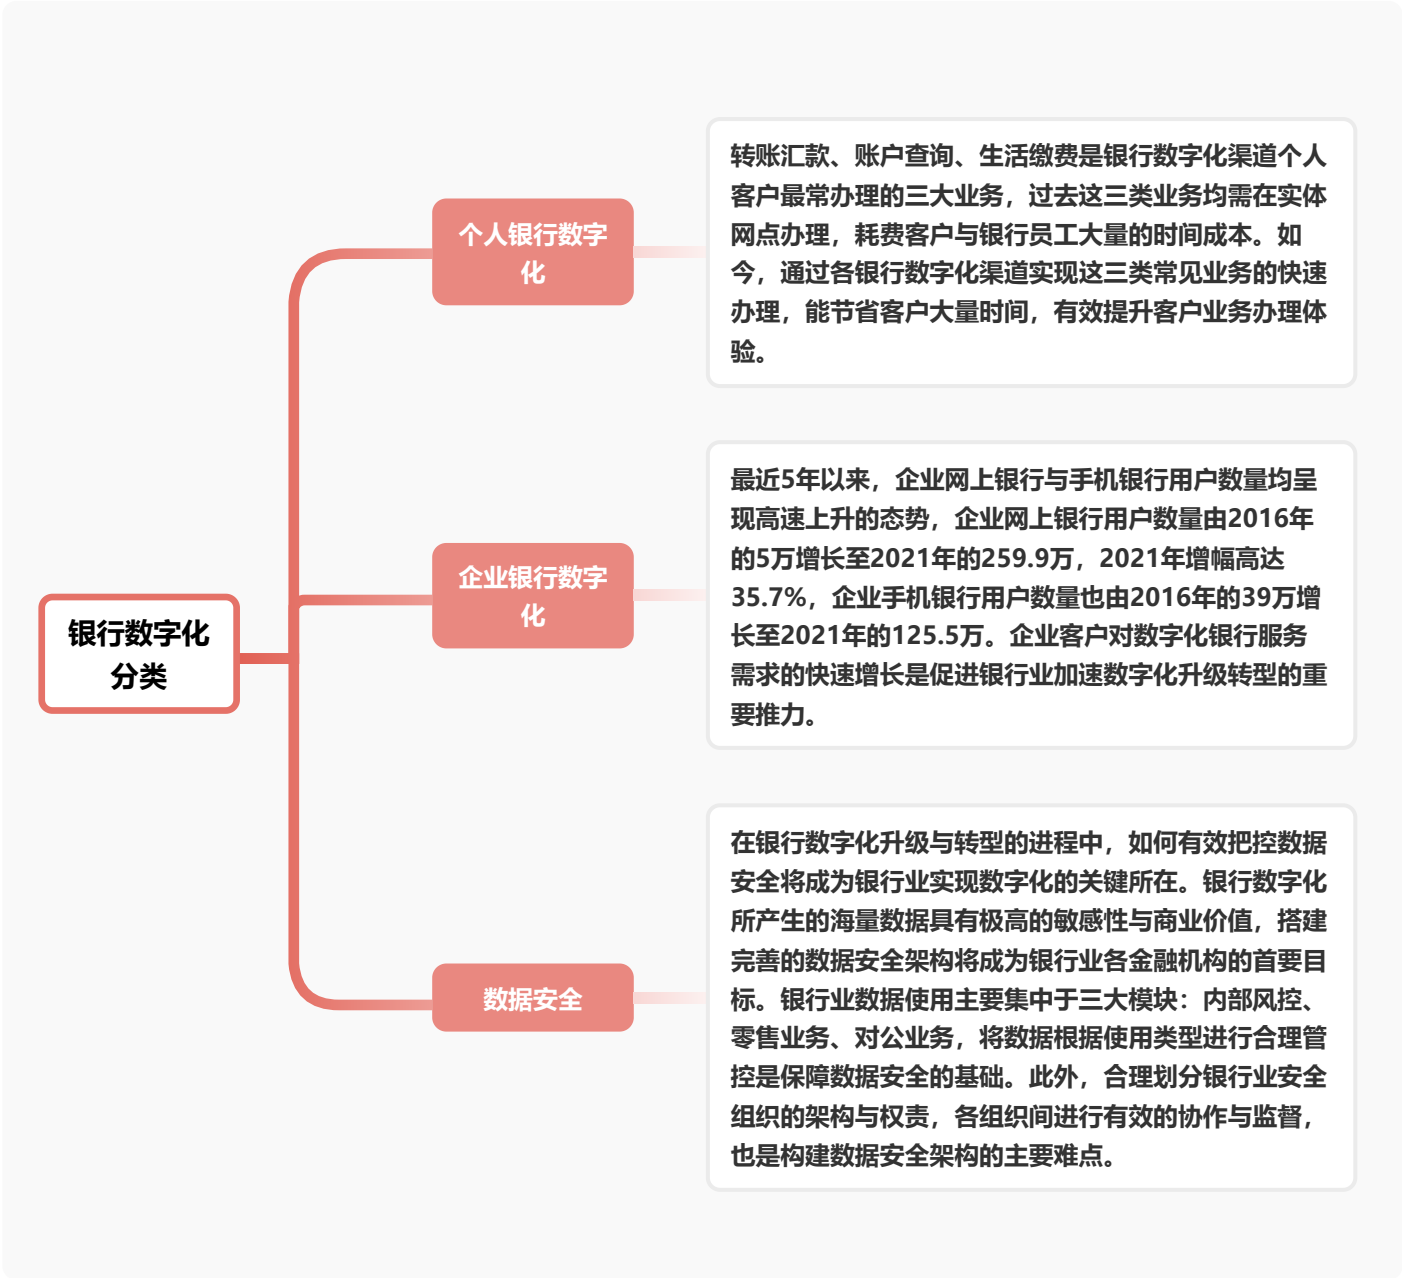 银行数字化
分类
个人银行数字
化
转账汇款、账户查询、生活缴费是银行数字化渠道个人
客户最常办理的三大业务，过去这三类业务均需在实体
网点办理，耗费客户与银行员工大量的时间成本。如
今，通过各银行数字化渠道实现这三类常见业务的快速
办理，能节省客户大量时间，有效提升客户业务办理体
验。
企业银行数字
化
最近5年以来，企业网上银行与手机银行用户数量均呈
现高速上升的态势，企业网上银行用户数量由2016年
的5万增长至2021年的259.9万，2021年增幅高达
35.7%，企业手机银行用户数量也由2016年的39万增
长至2021年的125.5万。企业客户对数字化银行服务
需求的快速增长是促进银行业加速数字化升级转型的重
要推力。
数据安全
在银行数字化升级与转型的进程中，如何有效把控数据
安全将成为银行业实现数字化的关键所在。银行数字化
所产生的海量数据具有极高的敏感性与商业价值，搭建
完善的数据安全架构将成为银行业各金融机构的首要目
标。银行业数据使用主要集中于三大模块：内部风控、
零售业务、对公业务，将数据根据使用类型进行合理管
控是保障数据安全的基础。此外，合理划分银行业安全
组织的架构与权责，各组织间进行有效的协作与监督，
也是构建数据安全架构的主要难点。